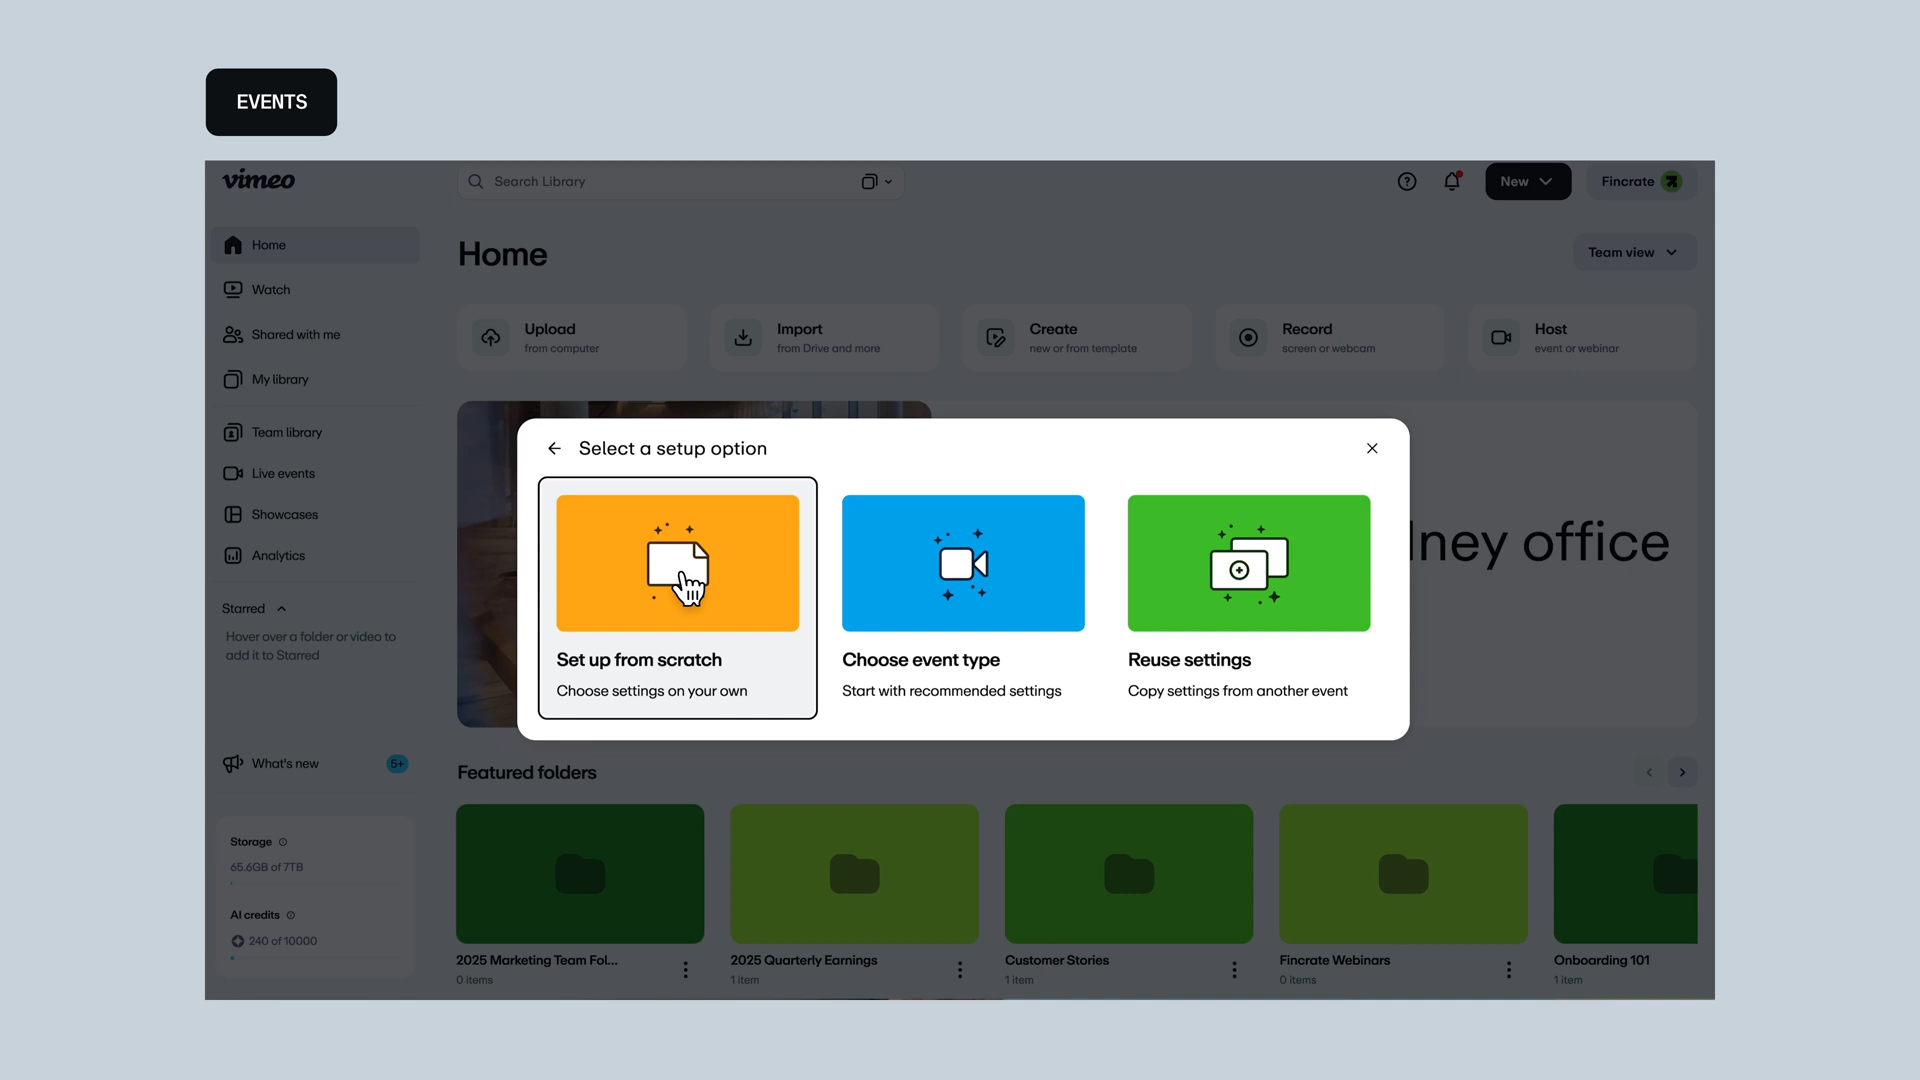 EVENTS
vimeo
Search Library
New
Fincrate
Home
Watch
Shared with me
My library
Team library
Live events
Showcases
Analytics
Starred
Hover over a folder or video to
add it to Starred
What's new
5+
Storage
65.6GB of 7TB
AI credits
240 of 10000
Home
Team view
Upload
from computer
Import
from Drive and more
Create
new or from template
Record
screen or webcam
Host
event or webinar
dney office
Select a setup option
Set up from scratch
Choose settings on your own
Choose event type
Start with recommended settings
Reuse settings
Copy settings from another event
Featured folders
2025 Marketing Team Fol...
0 items
2025 Quarterly Earnings
1 item
Customer Stories
1 item
Fincrate Webinars
0 items
Onboarding 101
1 item